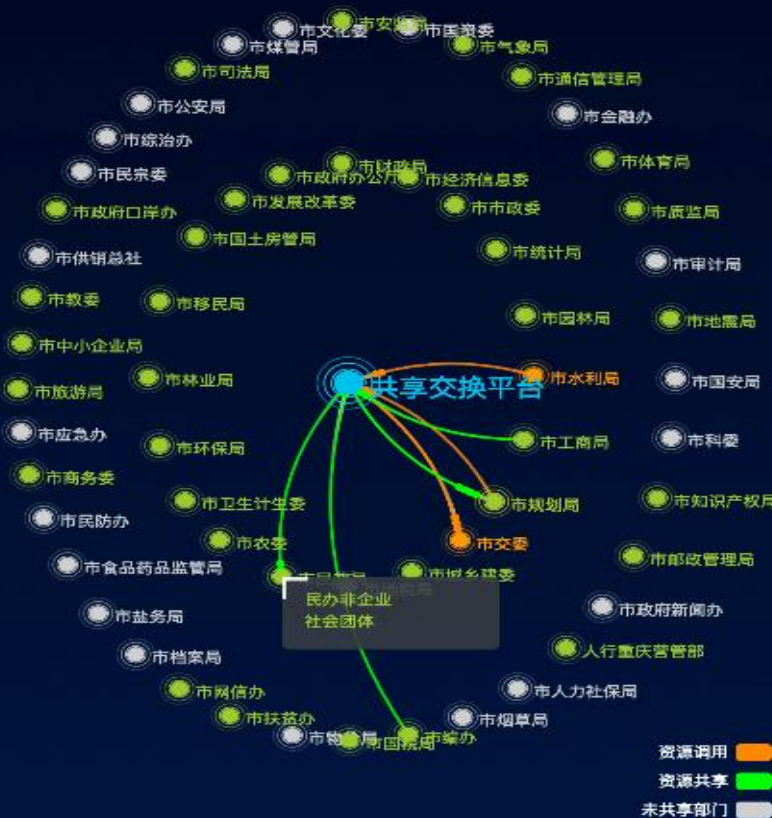 市安监局
市文化委
市国资委
市煤管局
市气象局
市司法局
市通信管理局
市公安局
市金融办
市综治办
市财政局
市体育局
市民宗委
市政府办公厅
市经济信息委
市发展改革委
市市政委
市质监局
市政府口岸办
市国土房管局
市统计局
市供销总社
市审计局
市教委
市移民局
市园林局
市地震局
市中小企业局
市林业局
共享交换平台
市水利局
市国安局
市旅游局
市应急办
市工商局
市科委
市环保局
市商务委
市卫生计生委
市规划局
市知识产权局
市民防办
市农委
市交委
市邮政管理局
市食品药品监管局
市城乡建委
民办非企业
社会团体
市盐务局
市政府新闻办
市档案局
人行重庆营管部
市网信办
市人力社保局
市扶贫办
市烟草局
市国税局
市编办
资源调用
资源共享
未共享部门